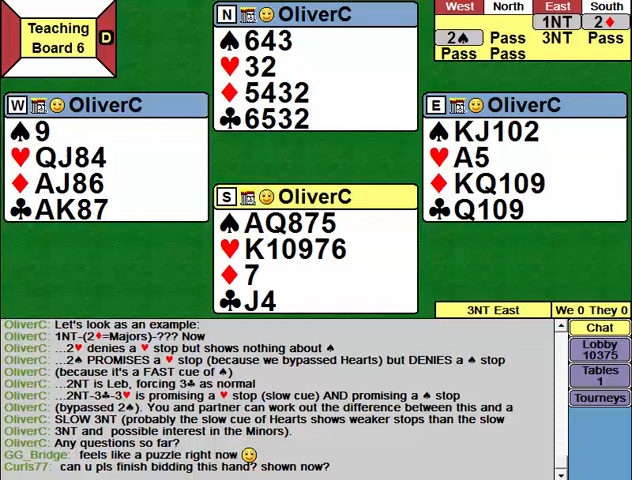 Teaching
Board 6
D
N OliverC
♠ 643
♥ 32
♦ 5432
♣ 6532
West North East South
1NT 2♦
2♠ Pass 3NT Pass
Pass Pass
W OliverC
♠ 9
♥ QJ84
♦ AJ86
♣ AK87
E OliverC
♠ KJ102
♥ A5
♦ KQ109
♣ Q109
S OliverC
♠ AQ875
♥ K10976
♦ 7
♣ J4
3NT East We 0 They 0
OliverC: Let's look as an example:
OliverC: 1NT-(2♦=Majors)-??? Now
OliverC: ...2♥ denies a ♥ stop but shows nothing about ♠
OliverC: ...2♠ PROMISES a ♥ stop (because we bypassed Hearts) but DENIES a ♠ stop
OliverC: (because it's a FAST cue of ♠)
OliverC: ...2NT is Leb, forcing 3♣ as normal
OliverC: ...2NT-3♣-3♥ is promising a ♥ stop (slow cue) AND promising a ♠ stop
OliverC: (bypassed 2♠). You and partner can work out the difference between this and a
OliverC: SLOW 3NT (probably the slow cue of Hearts shows weaker stops than the slow
OliverC: 3NT and possible interest in the Minors).
OliverC: Any questions so far?
GG_Bridge: feels like a puzzle right now
Curls77: can u pls finish bidding this hand? shown now?
Chat
Lobby
10375
Tables
1
Tourneys